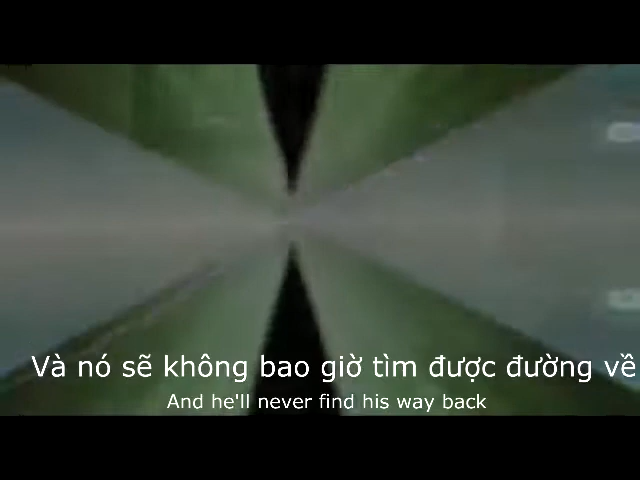 Và nó sẽ không bao giờ tìm được đường về
And he'll never find his way back